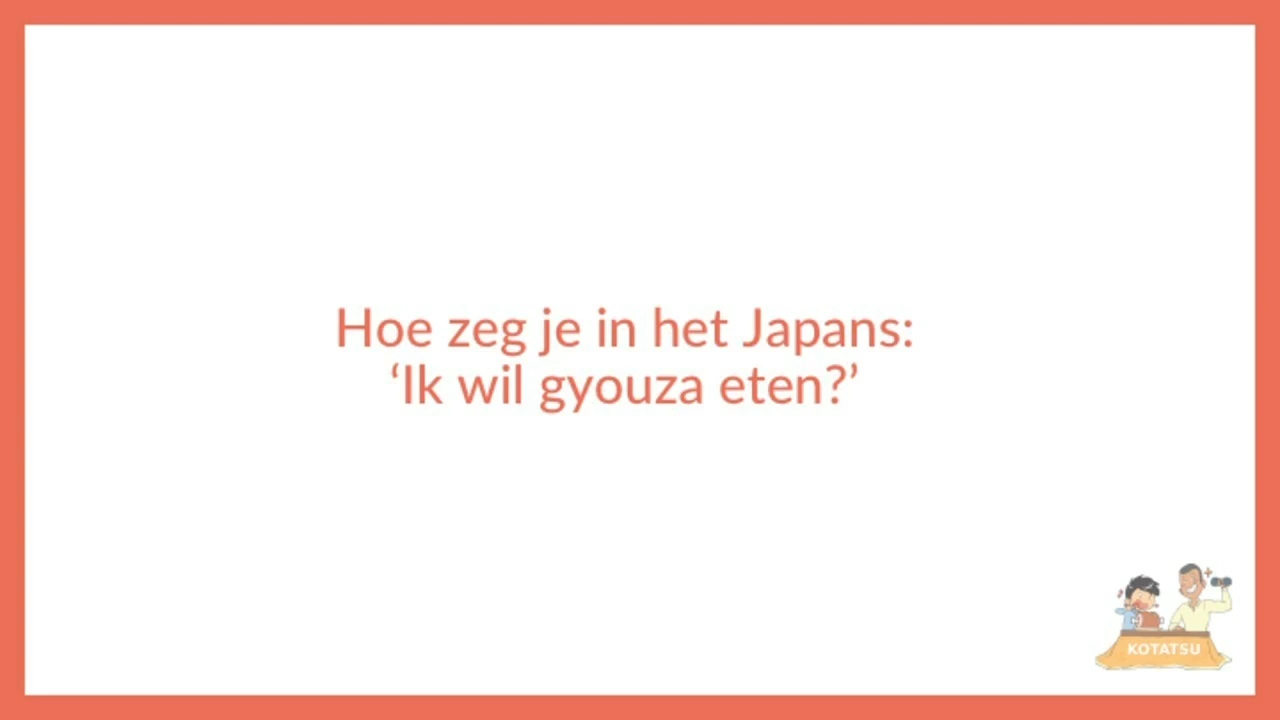 Hoe zeg je in het Japans:
‘Ik wil gyouza eten?’
KOTATSU